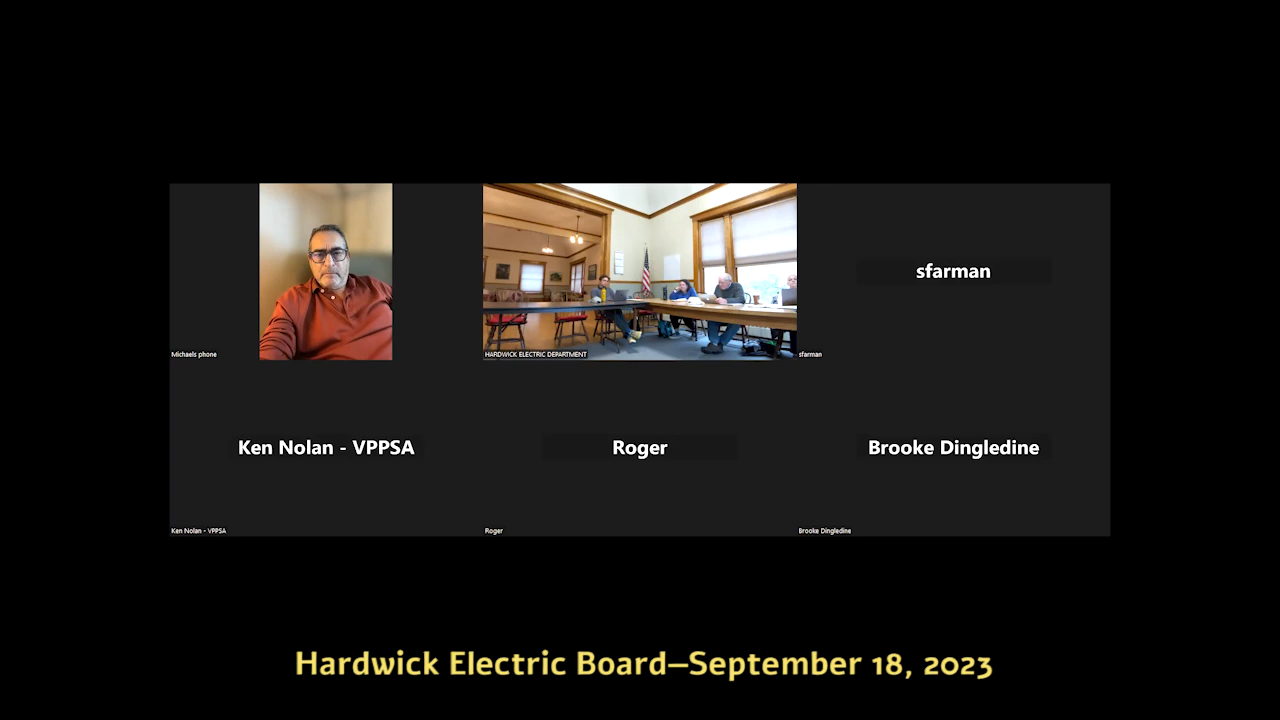 sfarman
Michaels phone
HARDWICK ELECTRIC DEPARTMENT
sfarman
Ken Nolan - VPPSA
Roger
Brooke Dingledine
Ken Nolan - VPPSA
Roger
Brooke Dingledine
Hardwick Electric Board—September 18, 2023